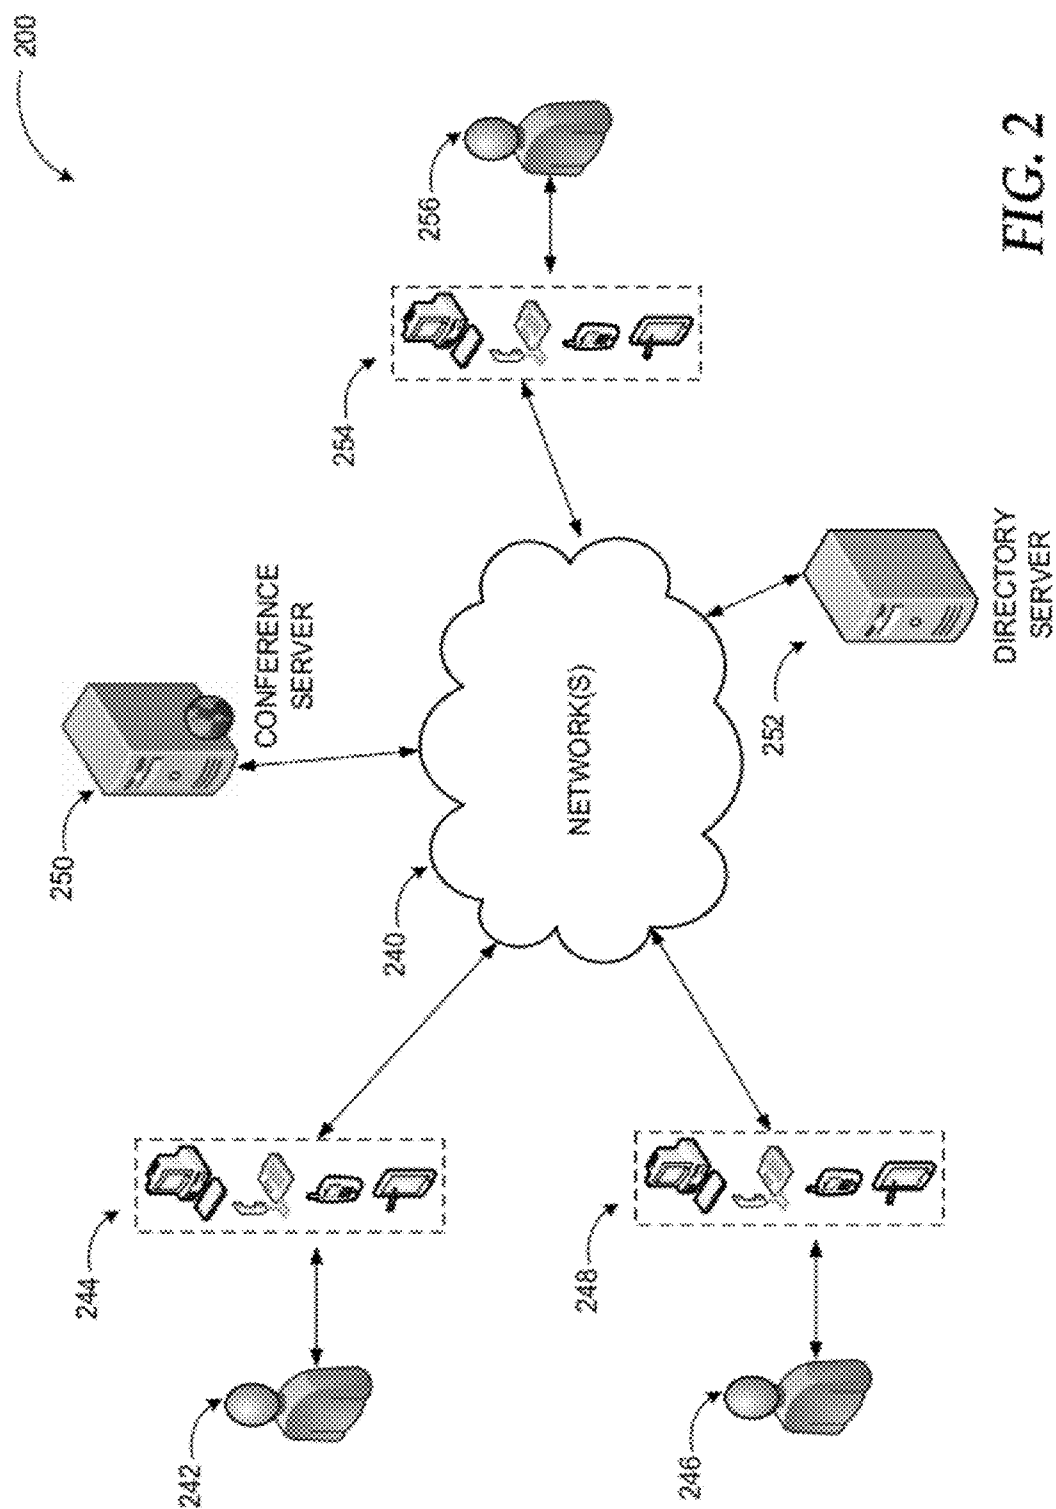 200
250
CONFERENCE
SERVER
242
244
240
254
256
NETWORK(S)
246
248
252
DIRECTORY
SERVER
FIG. 2